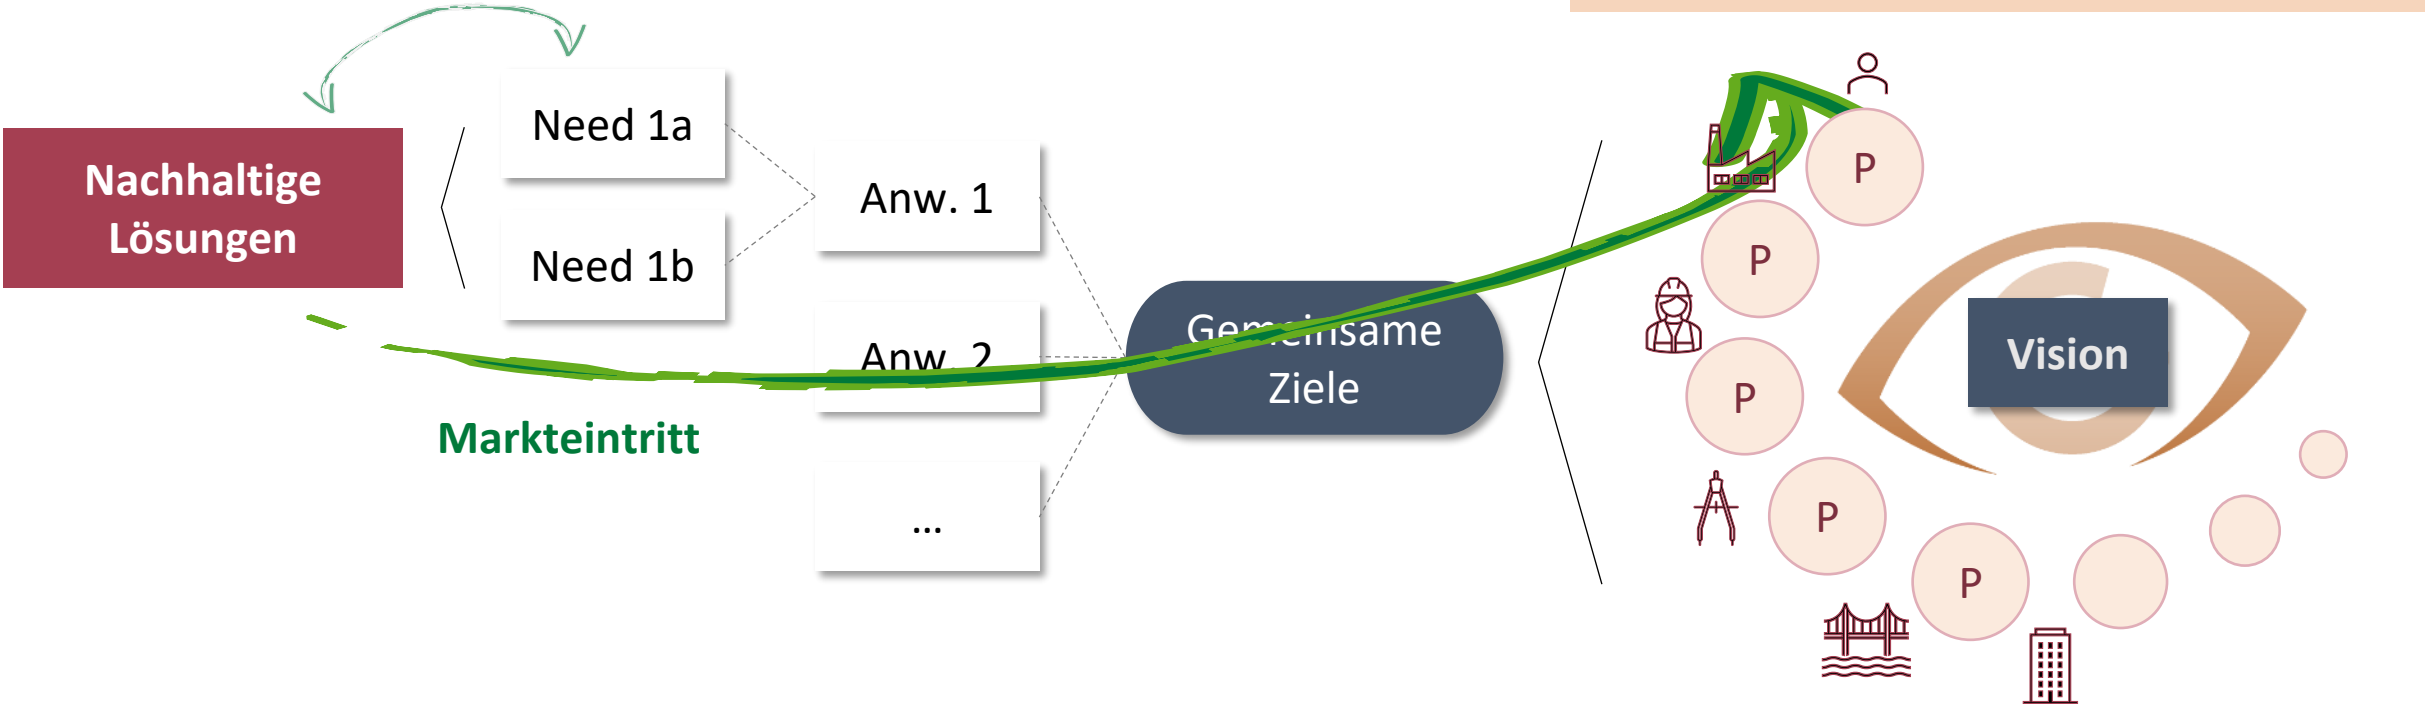 Nachhaltige
Lösungen
Need 1a
Need 1b
Anw. 1
Anw. 2
...
Markteintritt
Gemeinsame
Ziele
P
P
P
P
P
Vision